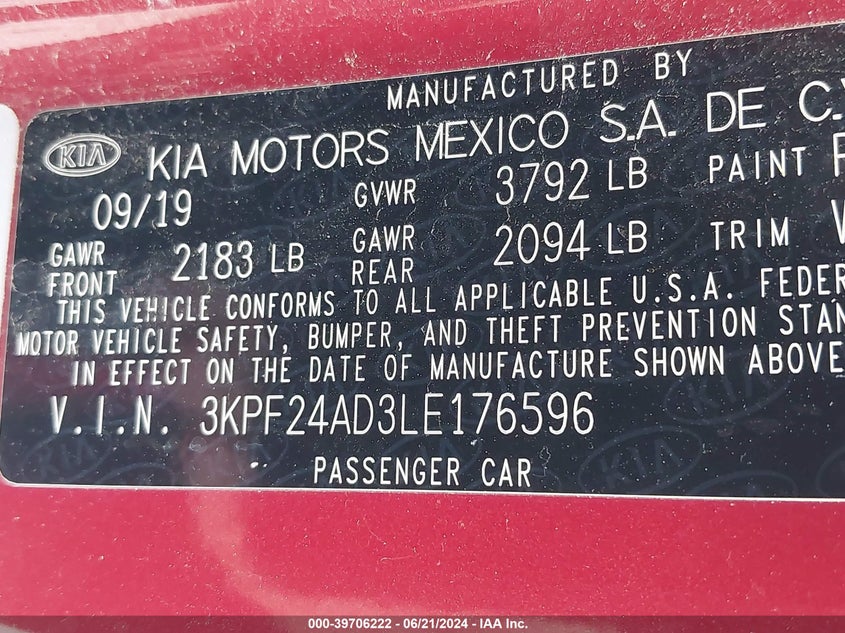 MANUFACTURED BY
KIA KIA MOTORS MEXICO S.A. DE C.V
09/19 GVWR 3792 LB PAINT
GAWR FRONT 2183 LB GAWR REAR 2094 LB TRIM
THIS VEHICLE CONFORMS TO ALL APPLICABLE U.S.A. FEDER
MOTOR VEHICLE SAFETY, BUMPER, AND THEFT PREVENTION STAN
IN EFFECT ON THE DATE OF MANUFACTURE SHOWN ABOVE
V.I.N. 3KPF24AD3LE176596
PASSENGER CAR
000-39706222 - 06/21/2024 - IAA Inc.